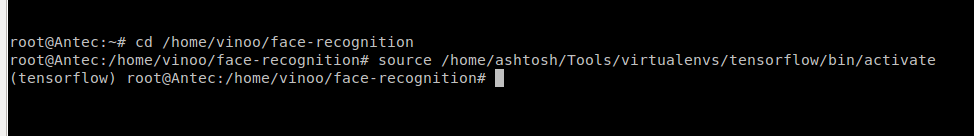 root@Antec:~# cd /home/vinoo/face-recognition
root@Antec:/home/vinoo/face-recognition# source /home/ashtosh/Tools/virtualenvs/tensorflow/bin/activate
(tensorflow) root@Antec:/home/vinoo/face-recognition#